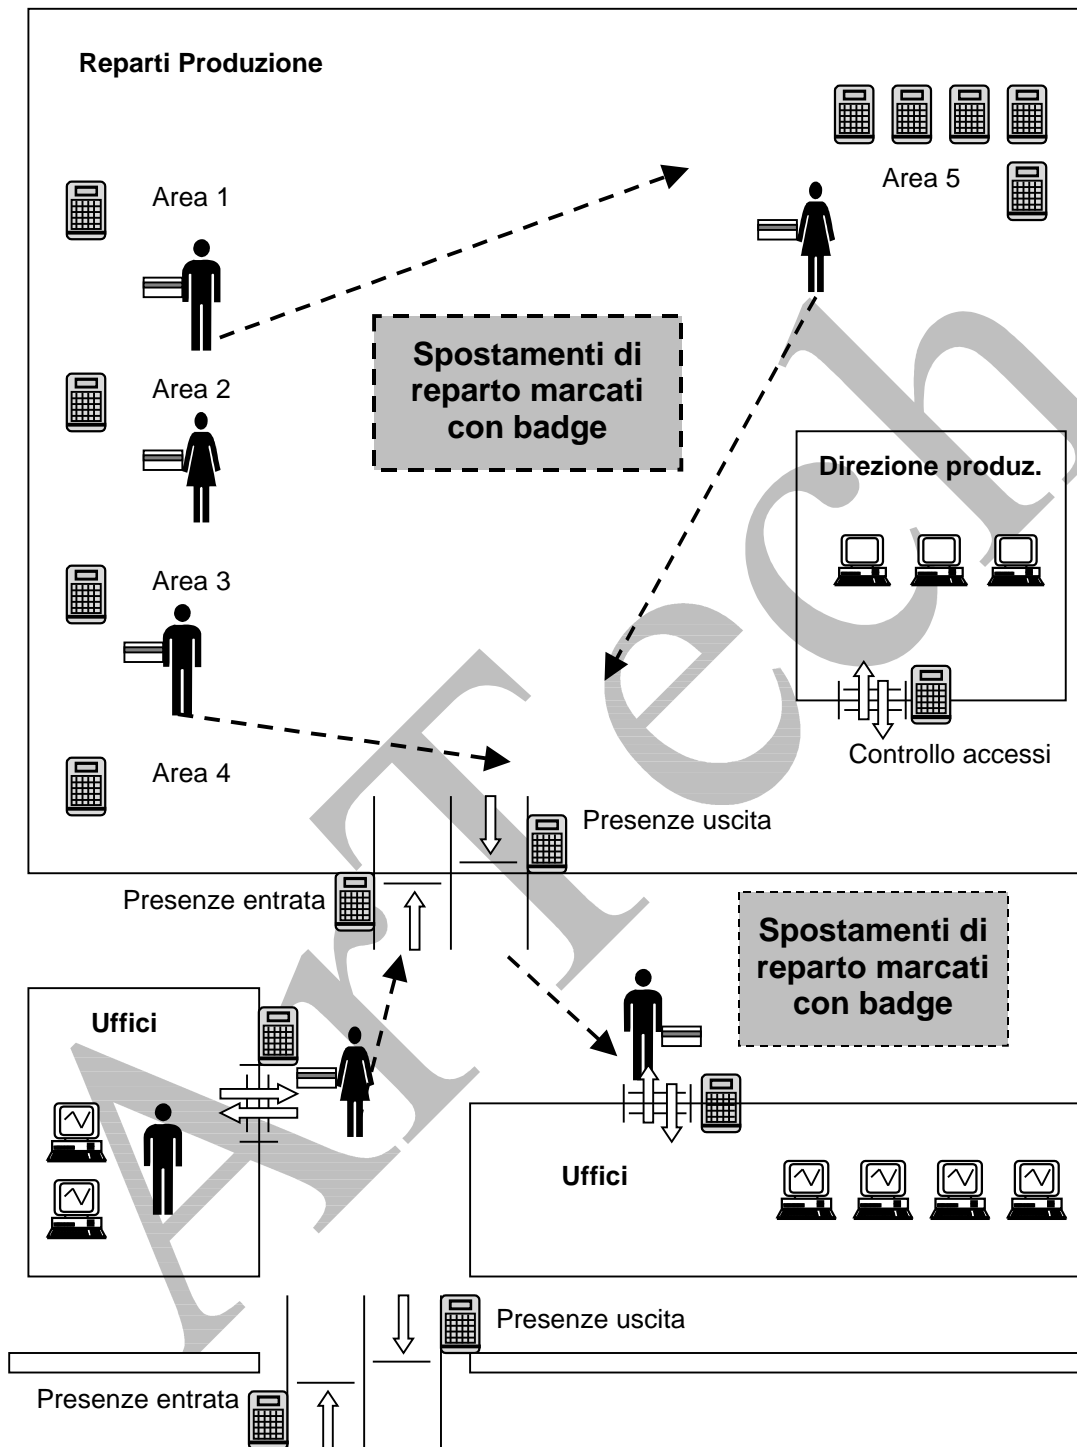 Reparti Produzione
Area 1
Area 5
Spostamenti di
reparto marcati
con badge
Area 2
Direzione produz.
Area 3
Controllo accessi
Area 4
Presenze uscita
Presenze entrata
Spostamenti di
reparto marcati
con badge
Uffici
Uffici
Presenze uscita
Presenze entrata
ArTech